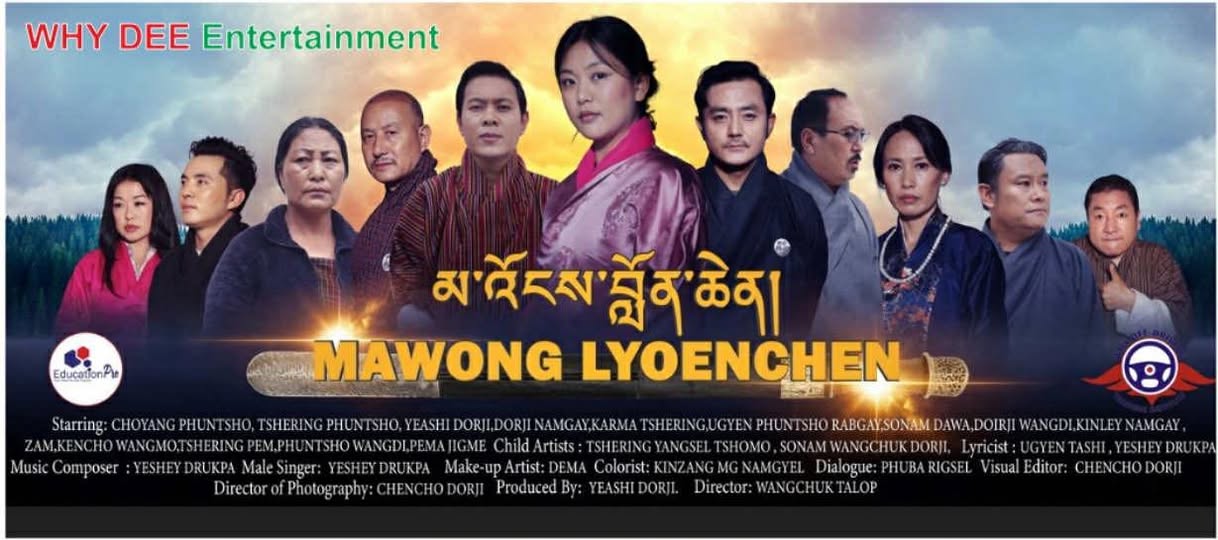 WHY DEE Entertainment
མ་འོངས་བློན་ཆེན།
MAWONG LYOENCHEN
Education Pro
Starring: CHOYANG PHUNTSHO, TSHERING PHUNTSHO, YEASHI DORJI,DORJI NAMGAY,KARMA TSHERING,UGYEN PHUNTSHO RABGAY,SONAM DAWA,DOIRJI WANGDI,KINLEY NAMGAY ,
ZAM,KENCHO WANGMO,TSHERING PEM,PHUNTSHO WANGDI,PEMA JIGME Child Artists : TSHERING YANGSEL TSHOMO , SONAM WANGCHUK DORJI, Lyricist : UGYEN TASHI , YESHEY DRUKPA
Music Composer : YESHEY DRUKPA Male Singer: YESHEY DRUKPA Make-up Artist: DEMA Colorist: KINZANG MG NAMGYEL Dialogue: PHUBA RIGSEL Visual Editor: CHENCHO DORJI
Director of Photography: CHENCHO DORJI Produced By: YEASHI DORJI. Director: WANGCHUK TALOP